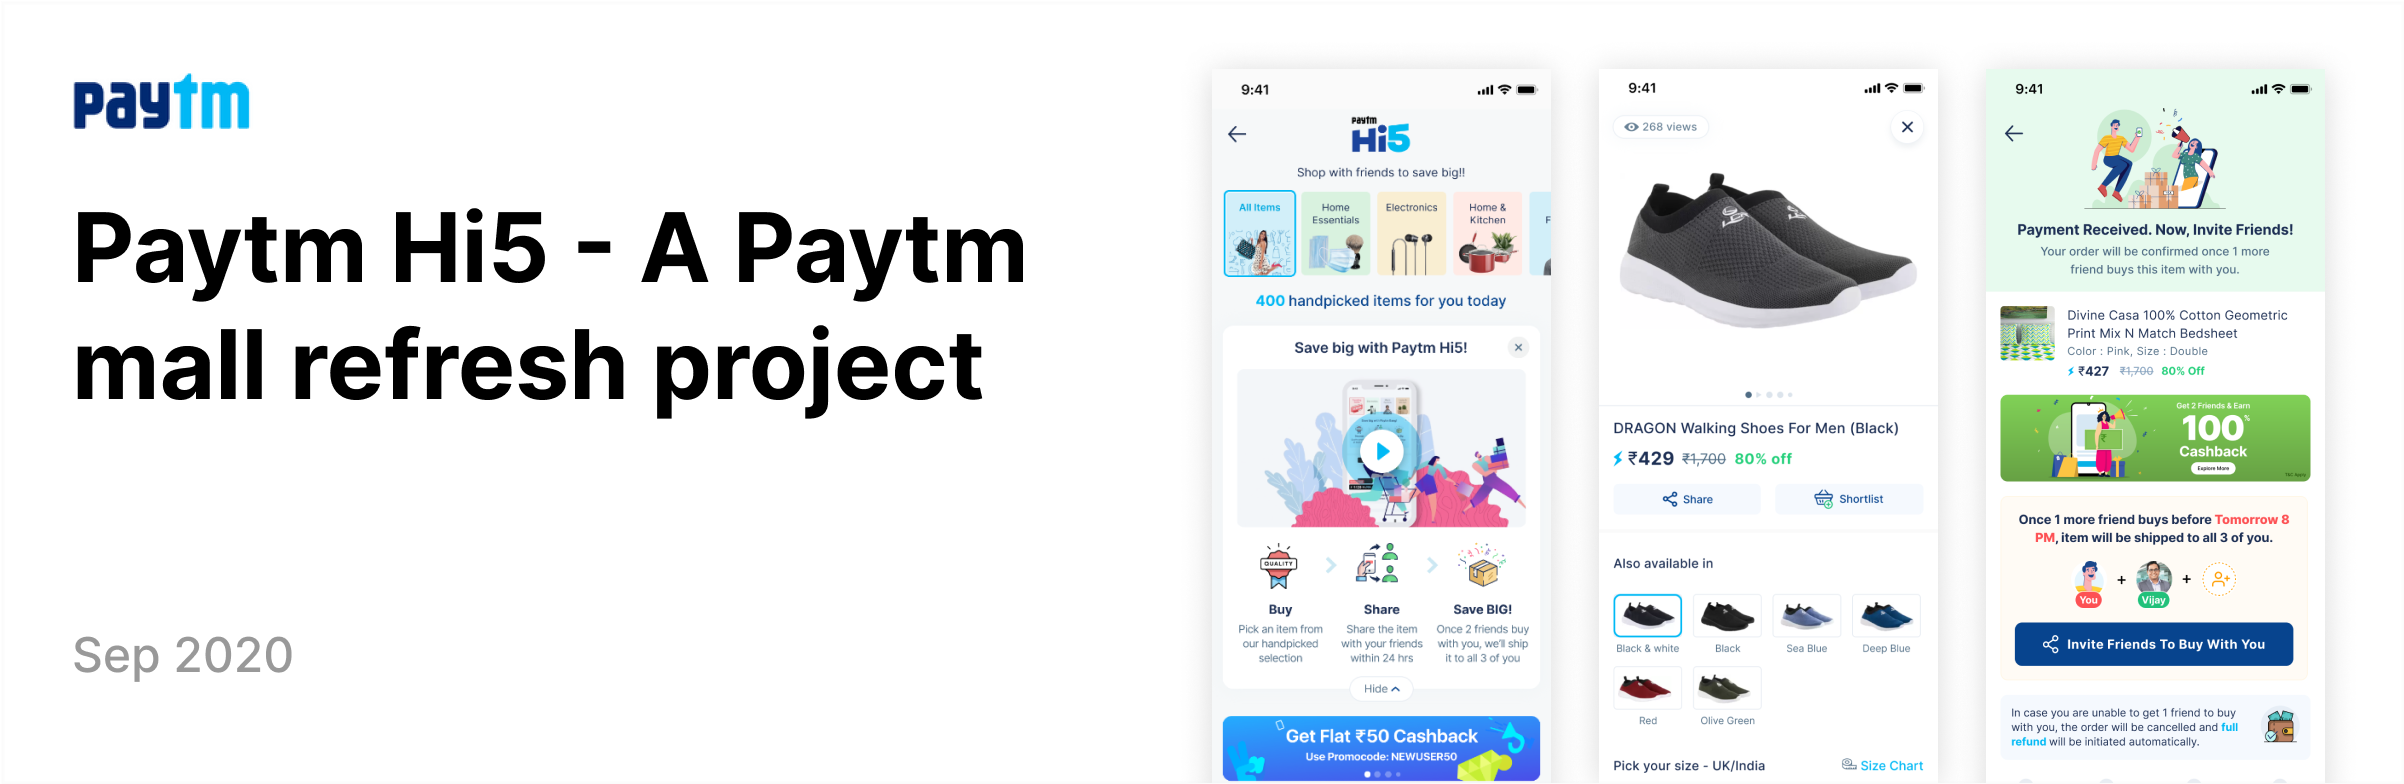 paytm
Paytm Hi5 - A Paytm
mall refresh project
Sep 2020
9:41
paytm
Hi5
Shop with friends to save big!!
All Items
Home
Essentials
Electronics
Home &
Kitchen
F
400 handpicked items for you today
Save big with Paytm Hi5!
QUALITY
Buy
Pick an item from
our handpicked
selection
Share
Share the item
with your friends
within 24 hrs
Save BIG!
Once 2 friends buy
with you, we'll ship
it to all 3 of you
Hide
Get Flat ₹50 Cashback
Use Promocode: NEWUSER50
9:41
268 views
DRAGON Walking Shoes For Men (Black)
₹429 ₹1,700 80% off
Share
Shortlist
Also available in
Black & white
Black
Sea Blue
Deep Blue
Red
Olive Green
Pick your size - UK/India
Size Chart
9:41
Payment Received. Now, Invite Friends!
Your order will be confirmed once 1 more
friend buys this item with you.
Divine Casa 100% Cotton Geometric
Print Mix N Match Bedsheet
Color : Pink, Size : Double
₹427 ₹1,700 80% Off
Get 2 Friends & Earn
100%
Cashback
Explore More
T&C Apply
Once 1 more friend buys before Tomorrow 8
PM, item will be shipped to all 3 of you.
You
+
Vijay
+
Invite Friends To Buy With You
In case you are unable to get 1 friend to buy
with you, the order will be cancelled and full
refund will be initiated automatically.